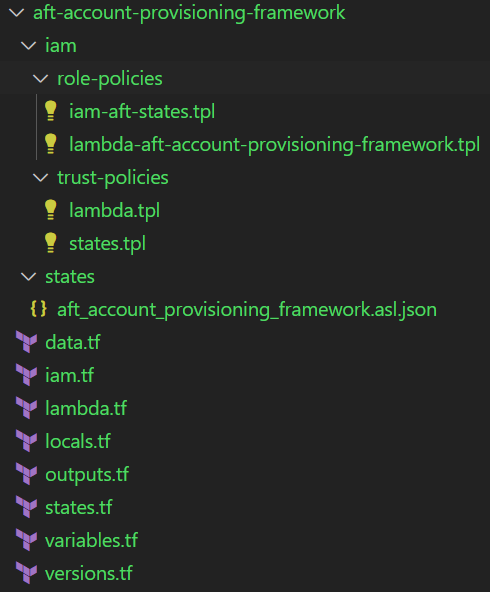 aft-account-provisioning-framework
iam
role-policies
iam-aft-states.tpl
lambda-aft-account-provisioning-framework.tpl
trust-policies
lambda.tpl
states.tpl
states
{} aft_account_provisioning_framework.asl.json
data.tf
iam.tf
lambda.tf
locals.tf
outputs.tf
states.tf
variables.tf
versions.tf